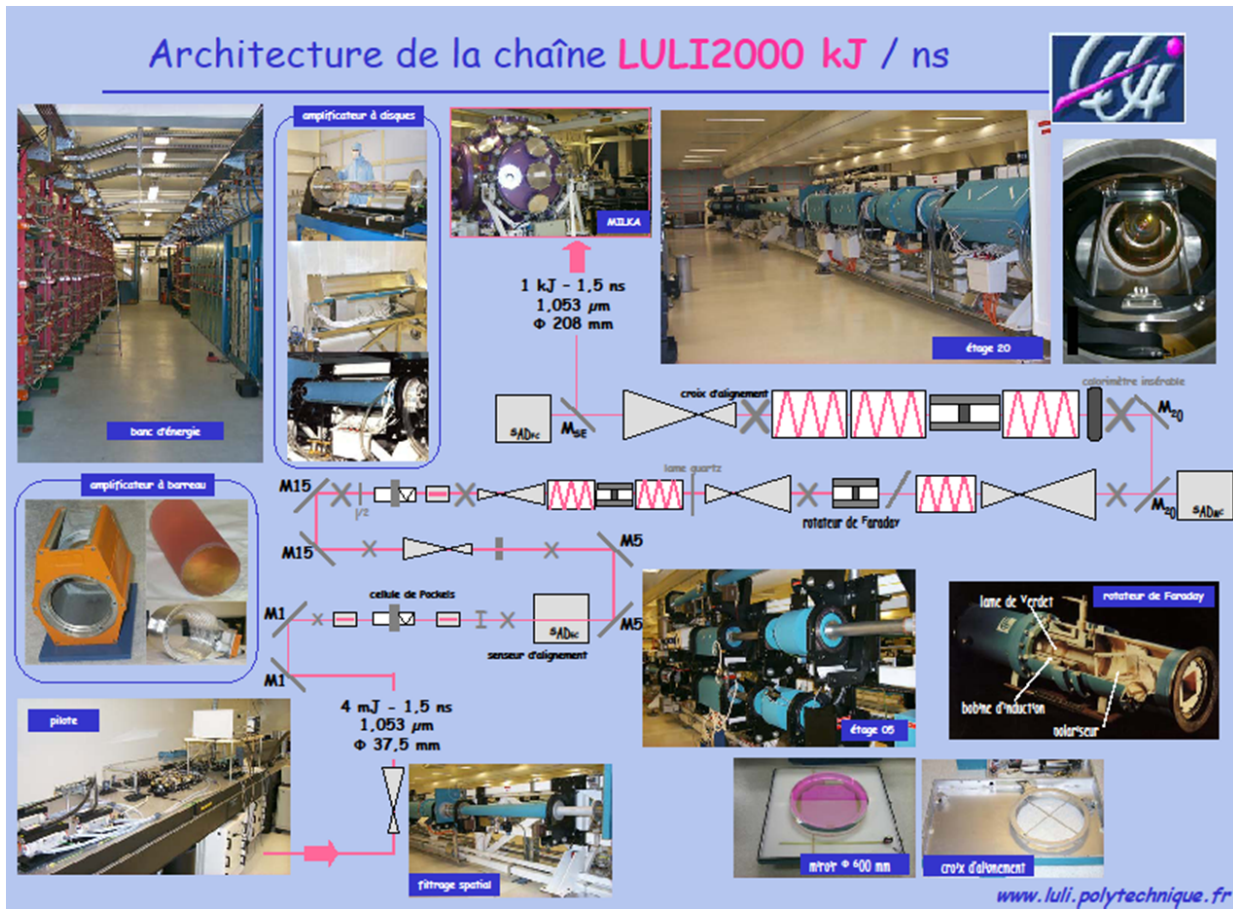 Architecture de la chaîne LULI2000 kJ / ns
amplificateur à disques
MILKA
1 kJ - 1,5 ns
1,053 µm
Φ 208 mm
étage 20
banc d'énergie
croix d'alignement
calorimètre insérable
M20
MSE
amplificateur à barreau
M15
lame quartz
λ/2
rotateur de Faraday
M20
M15
M5
cellule de Pockels
M1
M5
senseur d'alignement
M1
lame de Verdet
rotateur de Faraday
bobine d'induction
polariseur
pilote
4 mJ - 1,5 ns
1,053 µm
Φ 37,5 mm
étage 05
filtrage spatial
miroir Φ 600 mm
croix d'alignement
www.luli.polytechnique.fr